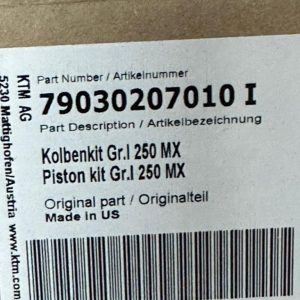 KTM AG
5230 Mattighofen/Austria www.ktm.com
Part Number / Artikelnummer
79030207010 I
Part Description / Artikelbezeichnung
Kolbenkit Gr.I 250 MX
Piston kit Gr.I 250 MX
Original part / Originalteil
Made in US